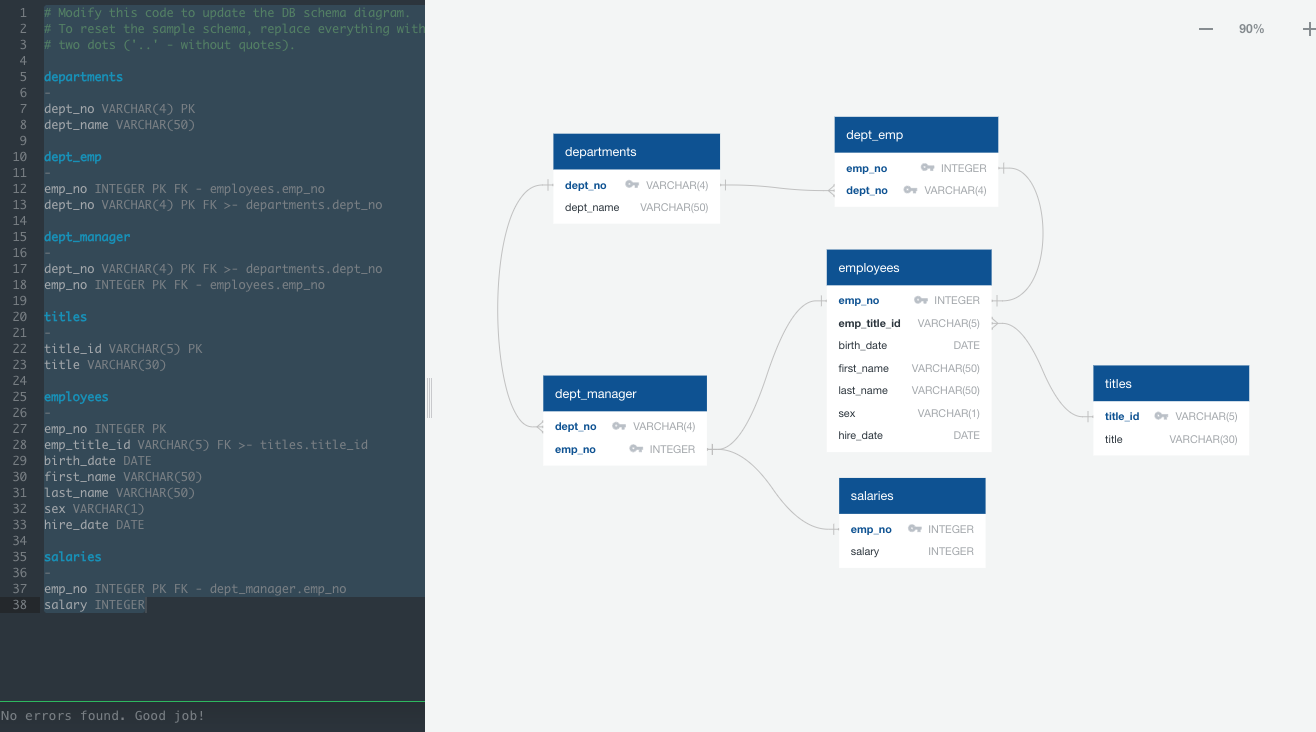 1 # Modify this code to update the DB schema diagram.
2 # To reset the sample schema, replace everything with
3 # two dots ('..' - without quotes).
4
5 departments
6 -
7 dept_no VARCHAR(4) PK
8 dept_name VARCHAR(50)
9
10 dept_emp
11 -
12 emp_no INTEGER PK FK - employees.emp_no
13 dept_no VARCHAR(4) PK FK >- departments.dept_no
14
15 dept_manager
16 -
17 dept_no VARCHAR(4) PK FK >- departments.dept_no
18 emp_no INTEGER PK FK - employees.emp_no
19
20 titles
21 -
22 title_id VARCHAR(5) PK
23 title VARCHAR(30)
24
25 employees
26 -
27 emp_no INTEGER PK
28 emp_title_id VARCHAR(5) FK >- titles.title_id
29 birth_date DATE
30 first_name VARCHAR(50)
31 last_name VARCHAR(50)
32 sex VARCHAR(1)
33 hire_date DATE
34
35 salaries
36 -
37 emp_no INTEGER PK FK - dept_manager.emp_no
38 salary INTEGER
No errors found. Good job!
90%
departments
dept_no VARCHAR(4)
dept_name VARCHAR(50)
dept_emp
emp_no INTEGER
dept_no VARCHAR(4)
employees
emp_no INTEGER
emp_title_id VARCHAR(5)
birth_date DATE
first_name VARCHAR(50)
last_name VARCHAR(50)
sex VARCHAR(1)
hire_date DATE
titles
title_id VARCHAR(5)
title VARCHAR(30)
dept_manager
dept_no VARCHAR(4)
emp_no INTEGER
salaries
emp_no INTEGER
salary INTEGER